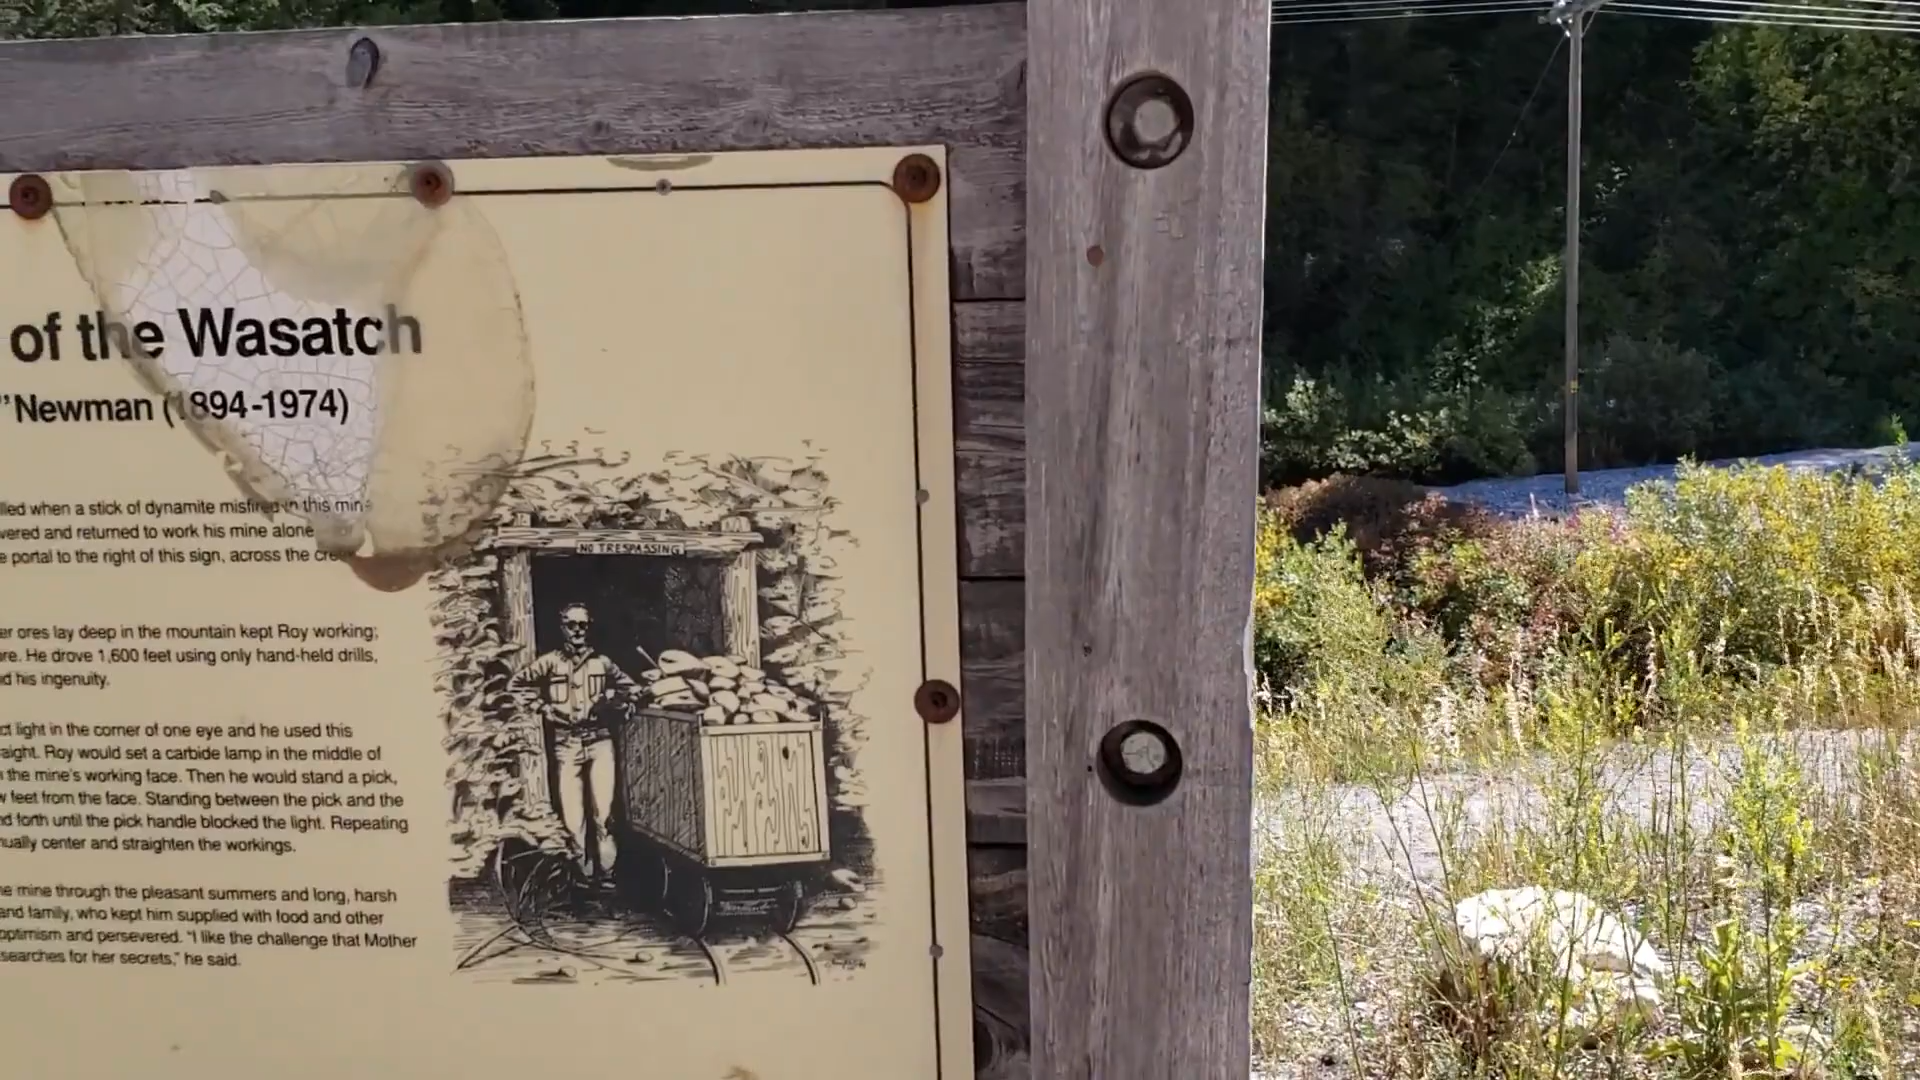 of the Wasatch
" Newman (1894-1974)
lled when a stick of dynamite misfired in this mine
vered and returned to work his mine alone
e portal to the right of this sign, across the cre
er ores lay deep in the mountain kept Roy working;
re. He drove 1,600 feet using only hand-held drills,
d his ingenuity.
ct light in the corner of one eye and he used this
aight. Roy would set a carbide lamp in the middle of
the mine's working face. Then he would stand a pick,
w feet from the face. Standing between the pick and the
nd forth until the pick handle blocked the light. Repeating
nually center and straighten the workings.
he mine through the pleasant summers and long, harsh
and family, who kept him supplied with food and other
optimism and persevered. "I like the challenge that Mother
searches for her secrets," he said.
NO TRESPASSING